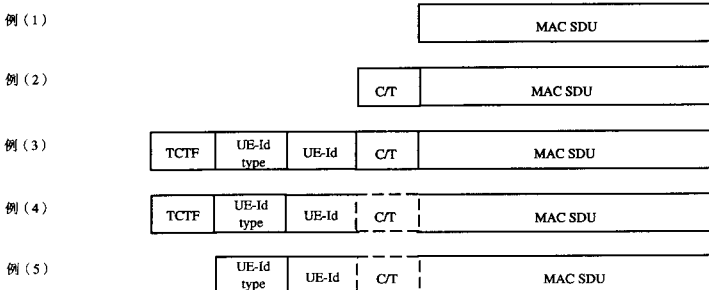 例（1）
MAC SDU
例（2）
C/T
MAC SDU
例（3）
TCTF
UE-Id
type
UE-Id
C/T
MAC SDU
例（4）
TCTF
UE-Id
type
UE-Id
C/T
MAC SDU
例（5）
UE-Id
type
UE-Id
C/T
MAC SDU